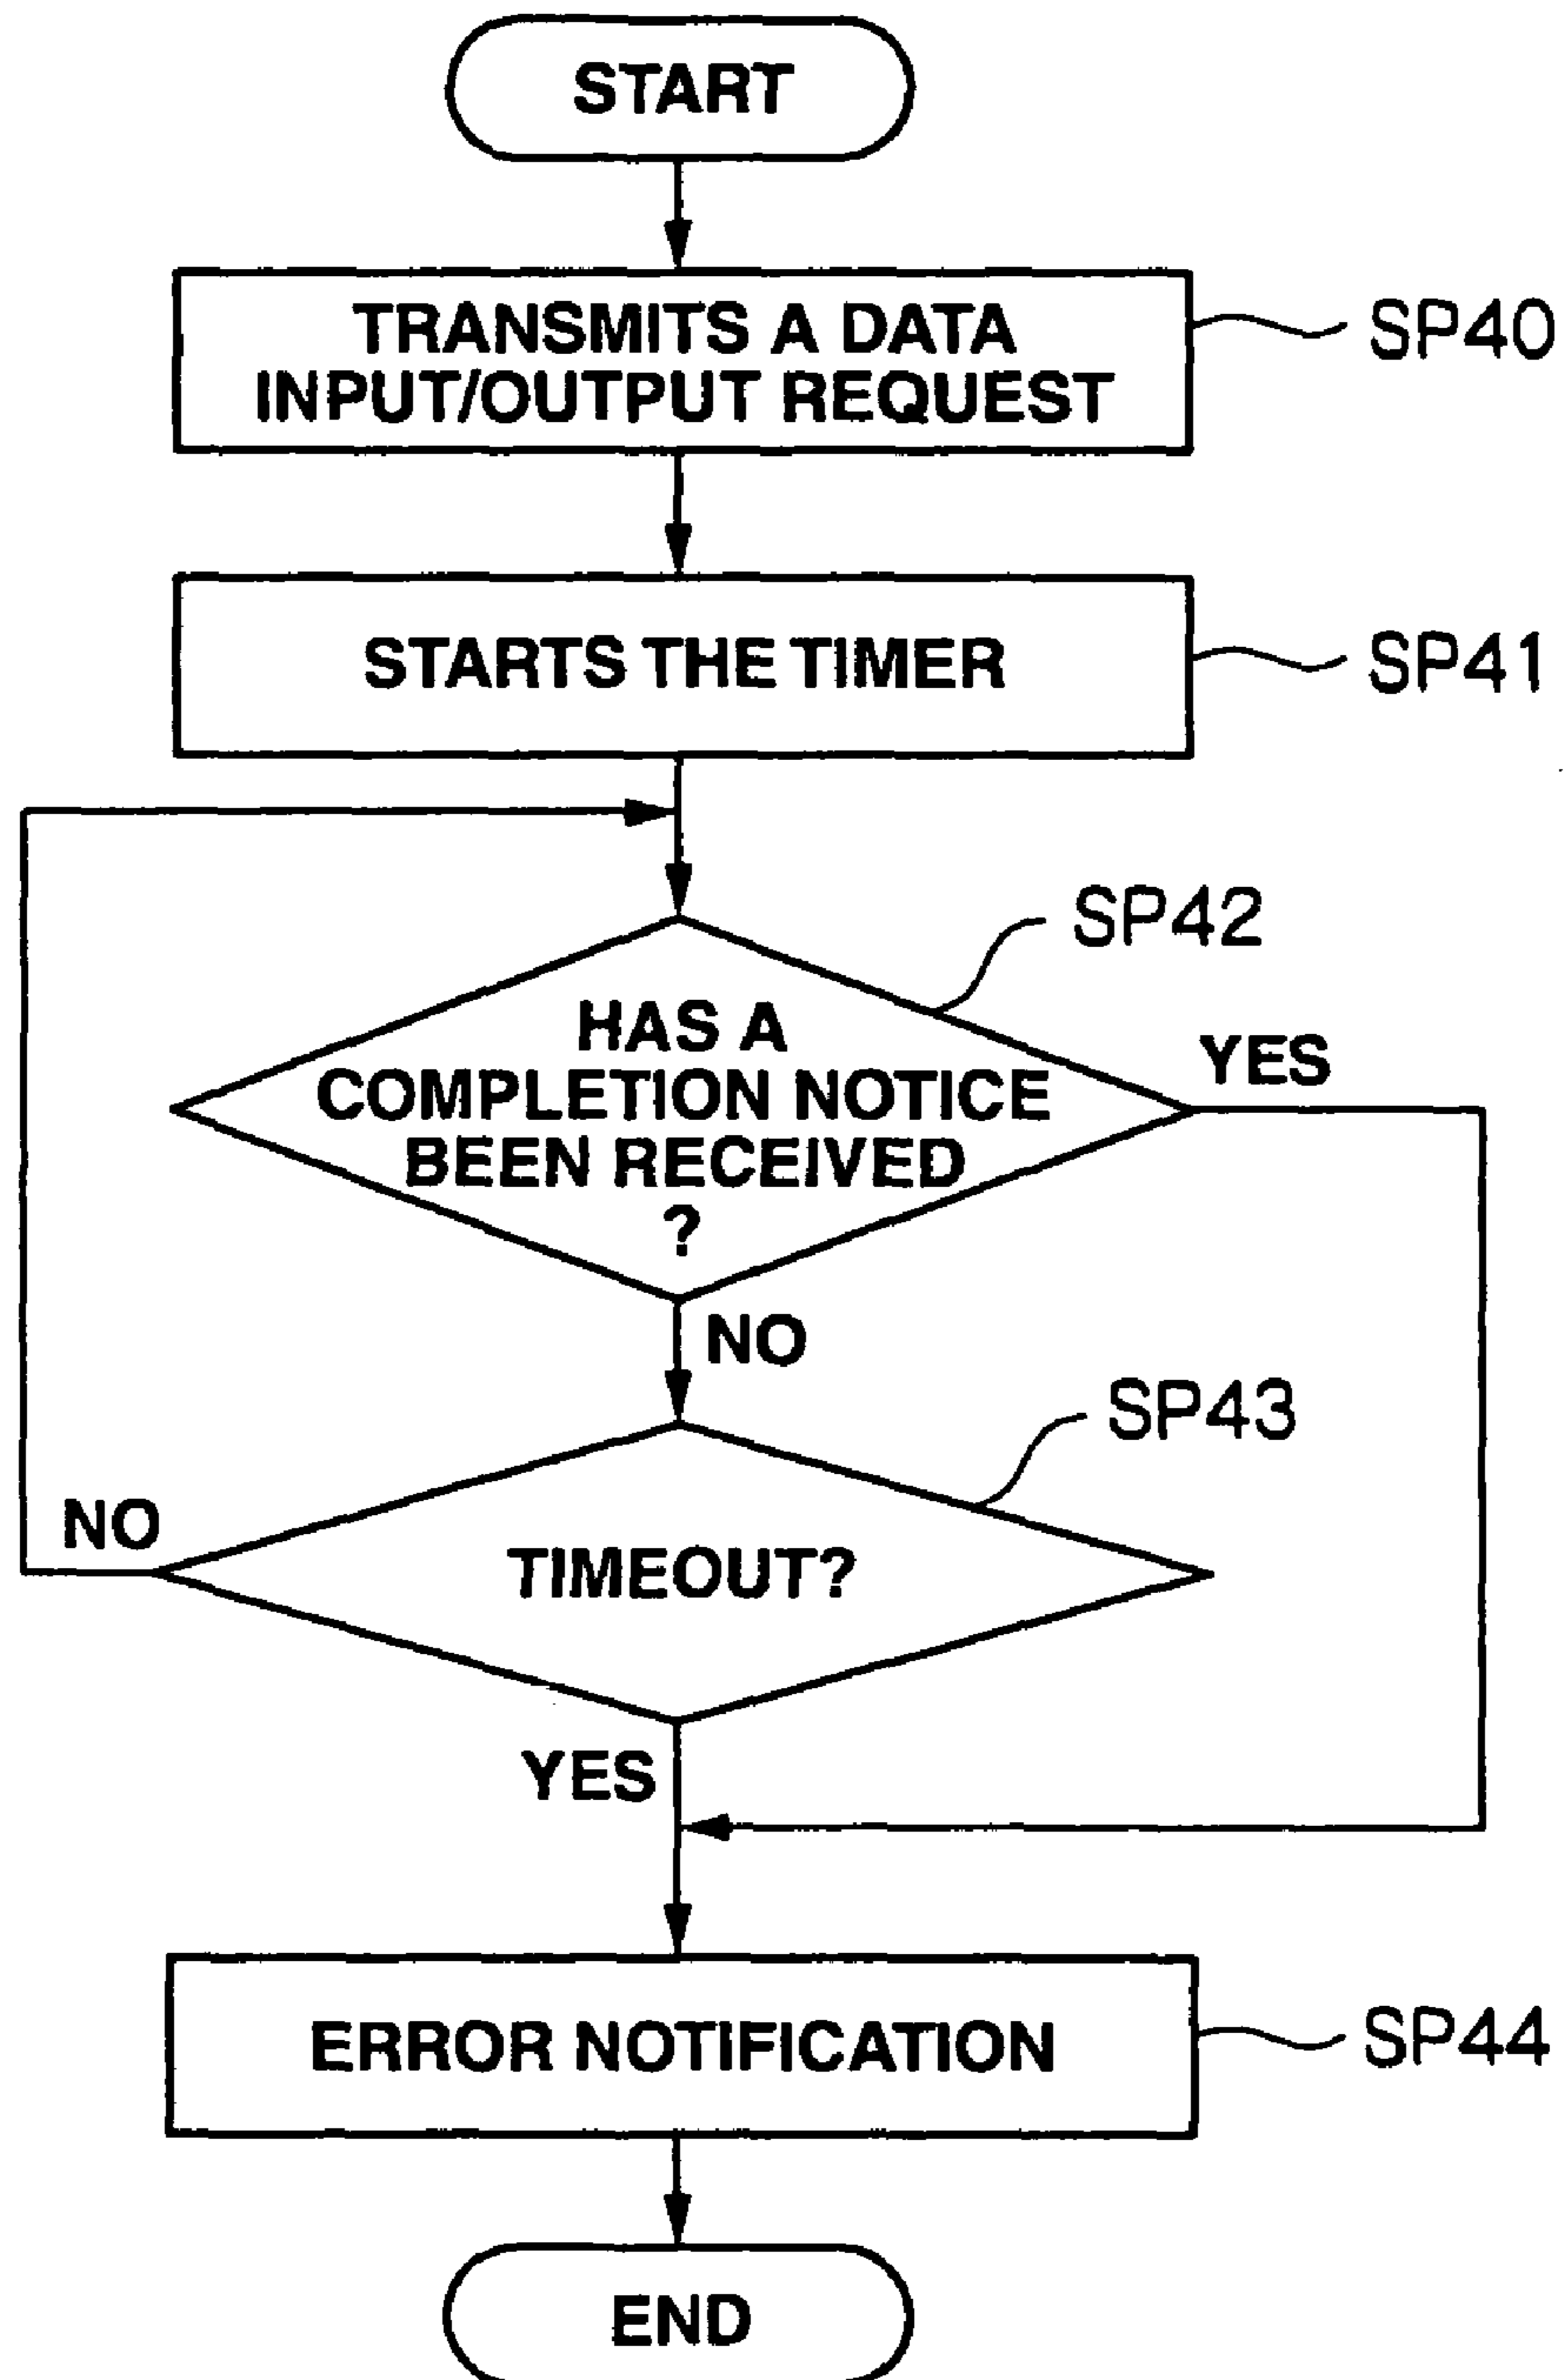 START
TRANSMITS A DATA
INPUT/OUTPUT REQUEST
SP40
STARTS THE TIMER
SP41
SP42
HAS A
COMPLETION NOTICE
BEEN RECEIVED
?
YES
NO
SP43
NO
TIMEOUT?
YES
ERROR NOTIFICATION
SP44
END